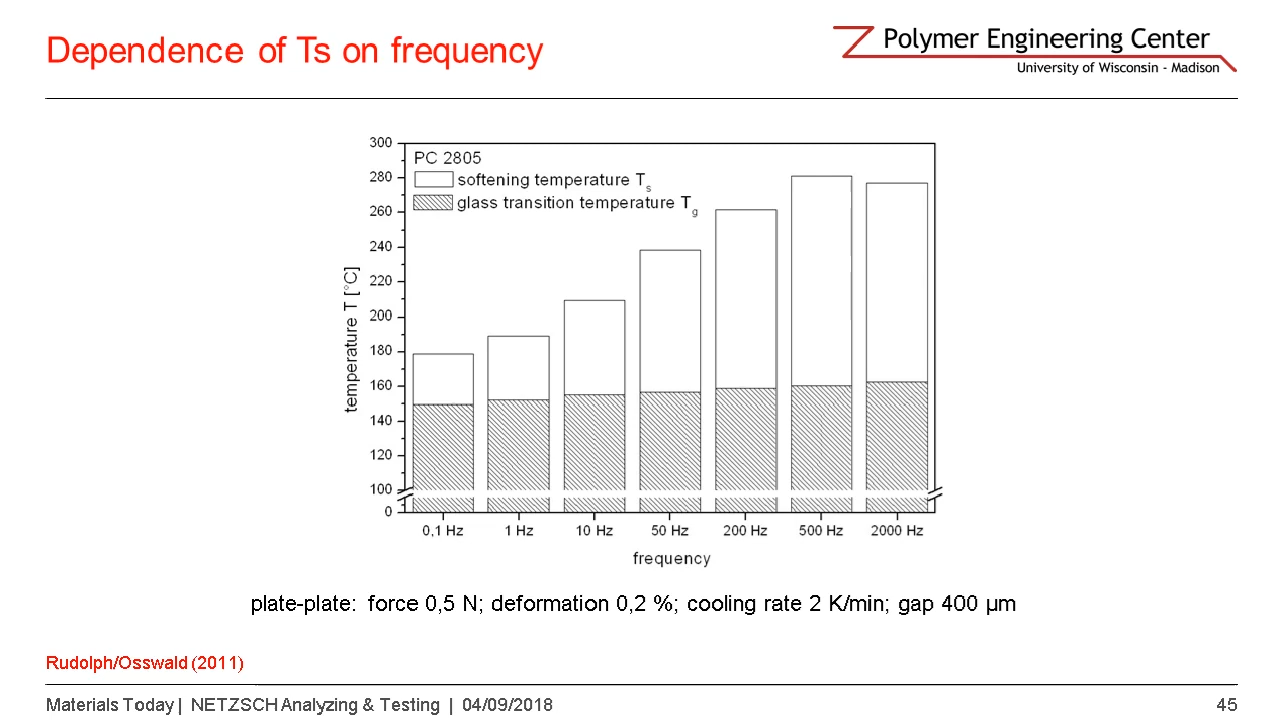 Dependence of Ts on frequency
Polymer Engineering Center
University of Wisconsin - Madison
300
280
260
240
220
200
180
160
140
120
100
0
temperature T [°C]
PC 2805
softening temperature Ts
glass transition temperature Tg
0,1 Hz 1 Hz 10 Hz 50 Hz 200 Hz 500 Hz 2000 Hz
frequency
plate-plate: force 0,5 N; deformation 0,2 %; cooling rate 2 K/min; gap 400 µm
Rudolph/Osswald (2011)
Materials Today | NETZSCH Analyzing & Testing | 04/09/2018 45